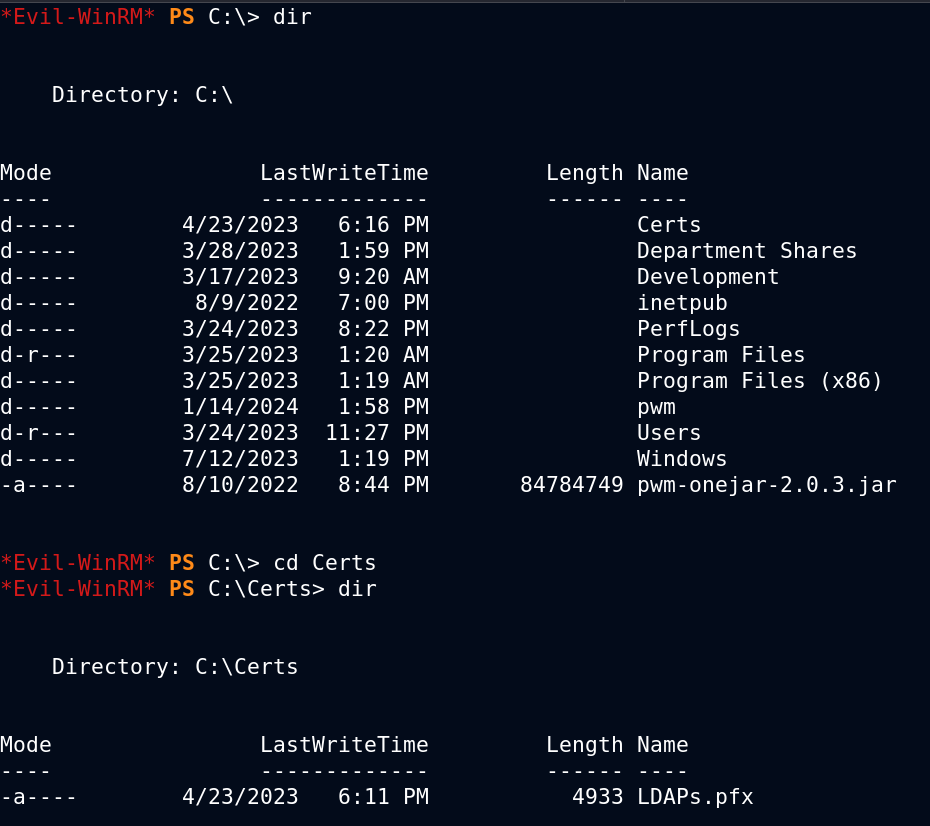 *Evil-WinRM* PS C:\> dir
Directory: C:\
Mode                LastWriteTime         Length Name
----                -------------         ------ ----
d-----        4/23/2023   6:16 PM                Certs
d-----        3/28/2023   1:59 PM                Department Shares
d-----        3/17/2023   9:20 AM                Development
d-----         8/9/2022   7:00 PM                inetpub
d-----        3/24/2023   8:22 PM                PerfLogs
d-r---        3/25/2023   1:20 AM                Program Files
d-----        3/25/2023   1:19 AM                Program Files (x86)
d-----        1/14/2024   1:58 PM                pwm
d-r---        3/24/2023  11:27 PM                Users
d-----        7/12/2023   1:19 PM                Windows
-a----        8/10/2022   8:44 PM       84784749 pwm-onejar-2.0.3.jar
*Evil-WinRM* PS C:\> cd Certs
*Evil-WinRM* PS C:\Certs> dir
Directory: C:\Certs
Mode                LastWriteTime         Length Name
----                -------------         ------ ----
-a----        4/23/2023   6:11 PM           4933 LDAPs.pfx